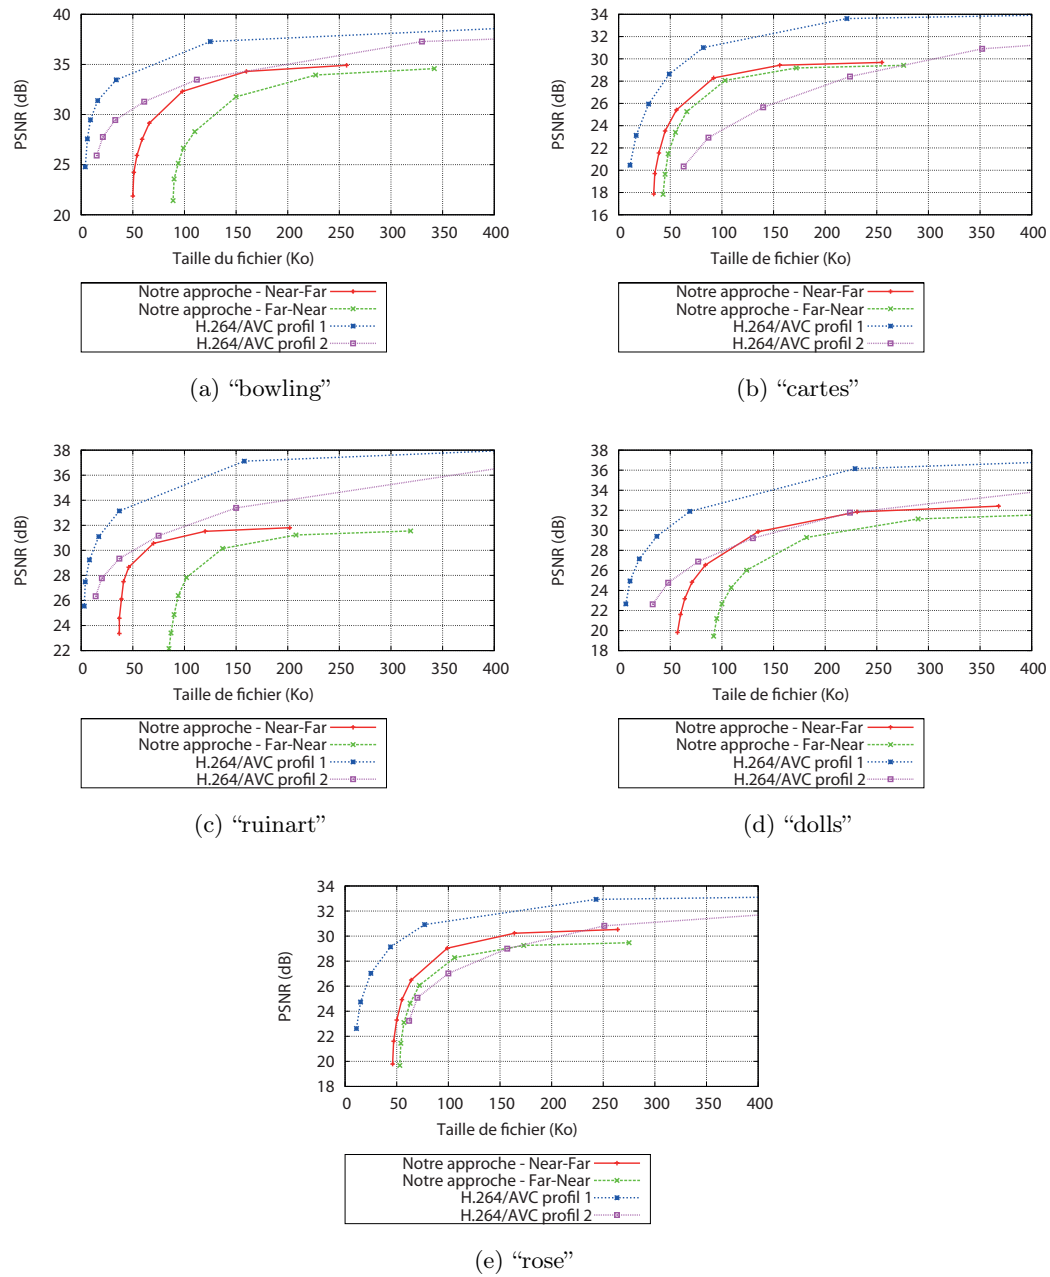 40
35
30
25
20
PSNR (dB)
0 50 100 150 200 250 300 350 400
Taille du fichier (Ko)
Notre approche - Near-Far
Notre approche - Far-Near
H.264/AVC profil 1
H.264/AVC profil 2
(a) “bowling”
34
32
30
28
26
24
22
20
18
16
PSNR (dB)
0 50 100 150 200 250 300 350 400
Taille du fichier (Ko)
Notre approche - Near-Far
Notre approche - Far-Near
H.264/AVC profil 1
H.264/AVC profil 2
(b) “cartes”
38
36
34
32
30
28
26
24
22
PSNR (dB)
0 50 100 150 200 250 300 350 400
Taille de fichier (Ko)
Notre approche - Near-Far
Notre approche - Far-Near
H.264/AVC profil 1
H.264/AVC profil 2
(c) “ruinart”
38
36
34
32
30
28
26
24
22
20
18
PSNR (dB)
0 50 100 150 200 250 300 350 400
Taile de fichier (Ko)
Notre approche - Near-Far
Notre approche - Far-Near
H.264/AVC profil 1
H.264/AVC profil 2
(d) “dolls”
34
32
30
28
26
24
22
20
18
PSNR (dB)
0 50 100 150 200 250 300 350 400
Taille de fichier (Ko)
Notre approche - Near-Far
Notre approche - Far-Near
H.264/AVC profil 1
H.264/AVC profil 2
(e) “rose”